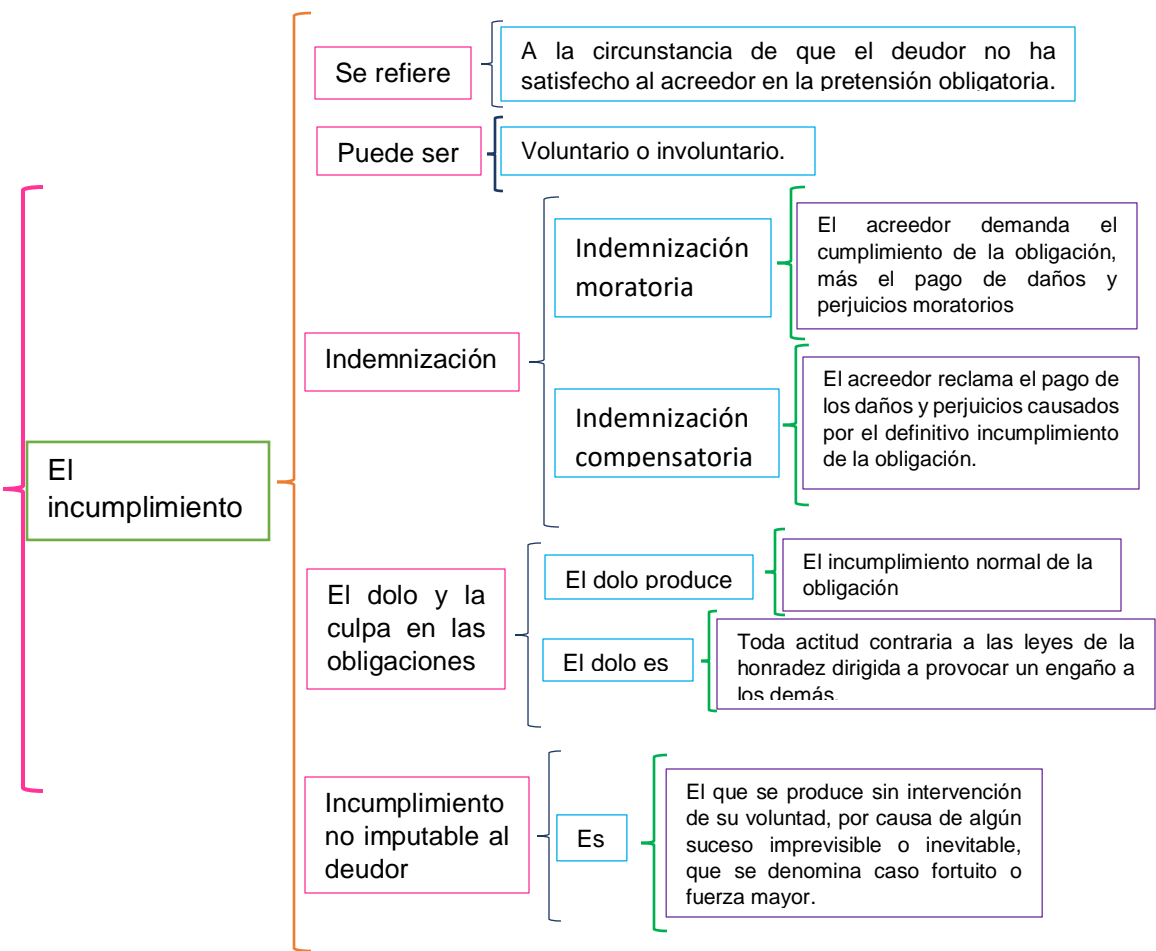 El
incumplimiento
Se refiere
A la circunstancia de que el deudor no ha
satisfecho al acreedor en la pretensión obligatoria.
Puede ser
Voluntario o involuntario.
Indemnización
Indemnización
moratoria
El acreedor demanda el
cumplimiento de la obligación,
más el pago de daños y
perjuicios moratorios
Indemnización
compensatoria
El acreedor reclama el pago de
los daños y perjuicios causados
por el definitivo incumplimiento
de la obligación.
El dolo y la
culpa en las
obligaciones
El dolo produce
El incumplimiento normal de la
obligación
El dolo es
Toda actitud contraria a las leyes de la
honradez dirigida a provocar un engaño a
los demás.
Incumplimiento
no imputable al
deudor
Es
El que se produce sin intervención
de su voluntad, por causa de algún
suceso imprevisible o inevitable,
que se denomina caso fortuito o
fuerza mayor.